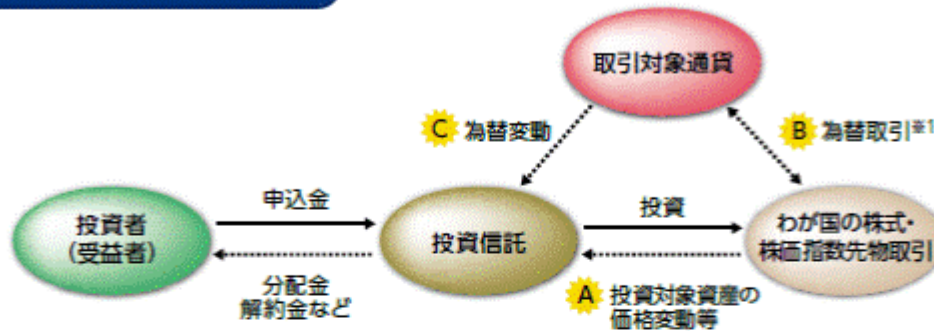 取引対象通貨
C 為替変動
B 為替取引※1
申込金
投資
投資者
（受益者）
投資信託
わが国の株式・
株価指数先物取引
分配金
解約金など
A 投資対象資産の
価格変動等